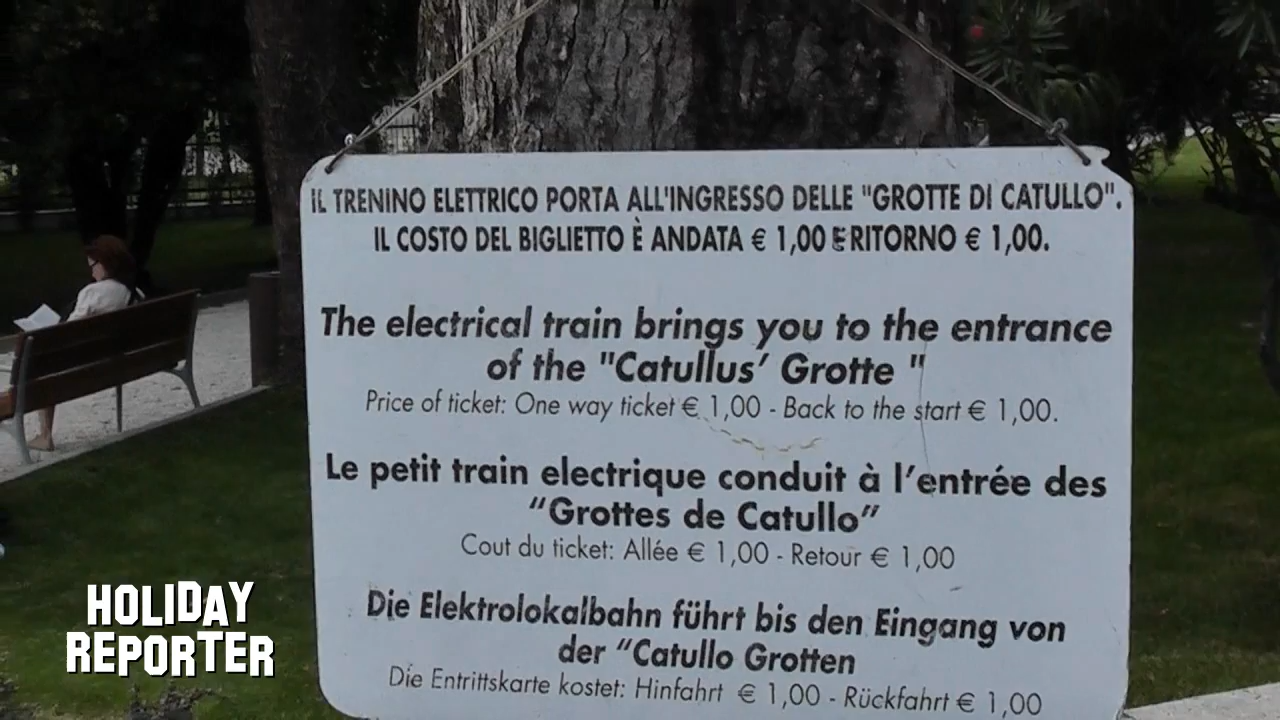 IL TRENINO ELETTRICO PORTA ALL'INGRESSO DELLE "GROTTE DI CATULLO".
IL COSTO DEL BIGLIETTO È ANDATA € 1,00 E RITORNO € 1,00.
The electrical train brings you to the entrance
of the "Catullus' Grotte "
Price of ticket: One way ticket € 1,00 - Back to the start € 1,00.
Le petit train electrique conduit à l'entrée des
"Grottes de Catullo"
Cout du ticket: Allée € 1,00 - Retour € 1,00
Die Elektrolokalbahn führt bis den Eingang von
der "Catullo Grotten
Die Entrittskarte kostet: Hinfahrt € 1,00 - Rückfahrt € 1,00
HOLIDAY
REPORTER